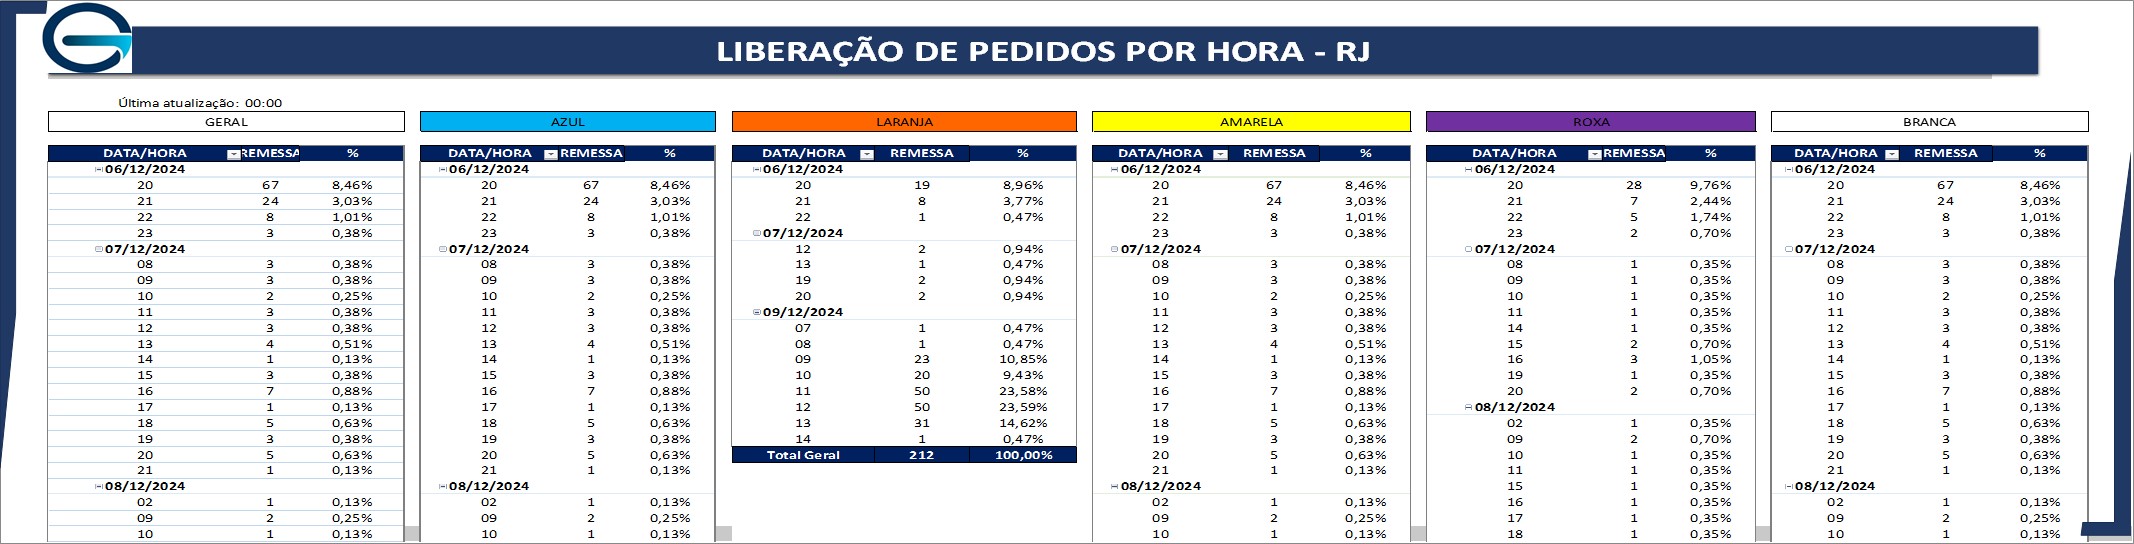 LIBERAÇÃO DE PEDIDOS POR HORA - RJ
Última atualização: 00:00
GERAL AZUL LARANJA AMARELA ROXA BRANCA
DATA/HORA REMESSA % DATA/HORA REMESSA % DATA/HORA REMESSA % DATA/HORA REMESSA % DATA/HORA REMESSA % DATA/HORA REMESSA %
06/12/2024 06/12/2024 06/12/2024 06/12/2024 06/12/2024 06/12/2024
20 67 8,46% 20 67 8,46% 20 19 8,96% 20 67 8,46% 20 28 9,76% 20 67 8,46%
21 24 3,03% 21 24 3,03% 21 8 3,77% 21 24 3,03% 21 7 2,44% 21 24 3,03%
22 8 1,01% 22 8 1,01% 22 1 0,47% 22 8 1,01% 22 5 1,74% 22 8 1,01%
23 3 0,38% 23 3 0,38% 07/12/2024 23 3 0,38% 23 2 0,70% 23 3 0,38%
07/12/2024 07/12/2024 12 2 0,94% 07/12/2024 07/12/2024 07/12/2024
08 3 0,38% 08 3 0,38% 13 1 0,47% 08 3 0,38% 08 1 0,35% 08 3 0,38%
09 3 0,38% 09 3 0,38% 19 2 0,94% 09 3 0,38% 09 1 0,35% 09 3 0,38%
10 2 0,25% 10 2 0,25% 20 2 0,94% 10 2 0,25% 10 1 0,35% 10 2 0,25%
11 3 0,38% 11 3 0,38% 09/12/2024 11 3 0,38% 11 1 0,35% 11 3 0,38%
12 3 0,38% 12 3 0,38% 07 1 0,47% 12 3 0,38% 14 1 0,35% 12 3 0,38%
13 4 0,51% 13 4 0,51% 08 1 0,47% 13 4 0,51% 15 2 0,70% 13 4 0,51%
14 1 0,13% 14 1 0,13% 09 23 10,85% 14 1 0,13% 16 3 1,05% 14 1 0,13%
15 3 0,38% 15 3 0,38% 10 20 9,43% 15 3 0,38% 19 1 0,35% 15 3 0,38%
16 7 0,88% 16 7 0,88% 11 50 23,58% 16 7 0,88% 20 2 0,70% 16 7 0,88%
17 1 0,13% 17 1 0,13% 12 50 23,59% 17 1 0,13% 08/12/2024 17 1 0,13%
18 5 0,63% 18 5 0,63% 13 31 14,62% 18 5 0,63% 02 1 0,35% 18 5 0,63%
19 3 0,38% 19 3 0,38% 14 1 0,47% 19 3 0,38% 09 2 0,70% 19 3 0,38%
20 5 0,63% 20 5 0,63% Total Geral 212 100,00% 20 5 0,63% 10 1 0,35% 20 5 0,63%
21 1 0,13% 21 1 0,13% 21 1 0,13% 11 1 0,35% 21 1 0,13%
08/12/2024 08/12/2024 08/12/2024 15 1 0,35% 08/12/2024
02 1 0,13% 02 1 0,13% 02 1 0,13% 16 1 0,35% 02 1 0,13%
09 2 0,25% 09 2 0,25% 09 2 0,25% 17 1 0,35% 09 2 0,25%
10 1 0,13% 10 1 0,13% 10 1 0,13% 18 1 0,35% 10 1 0,13%